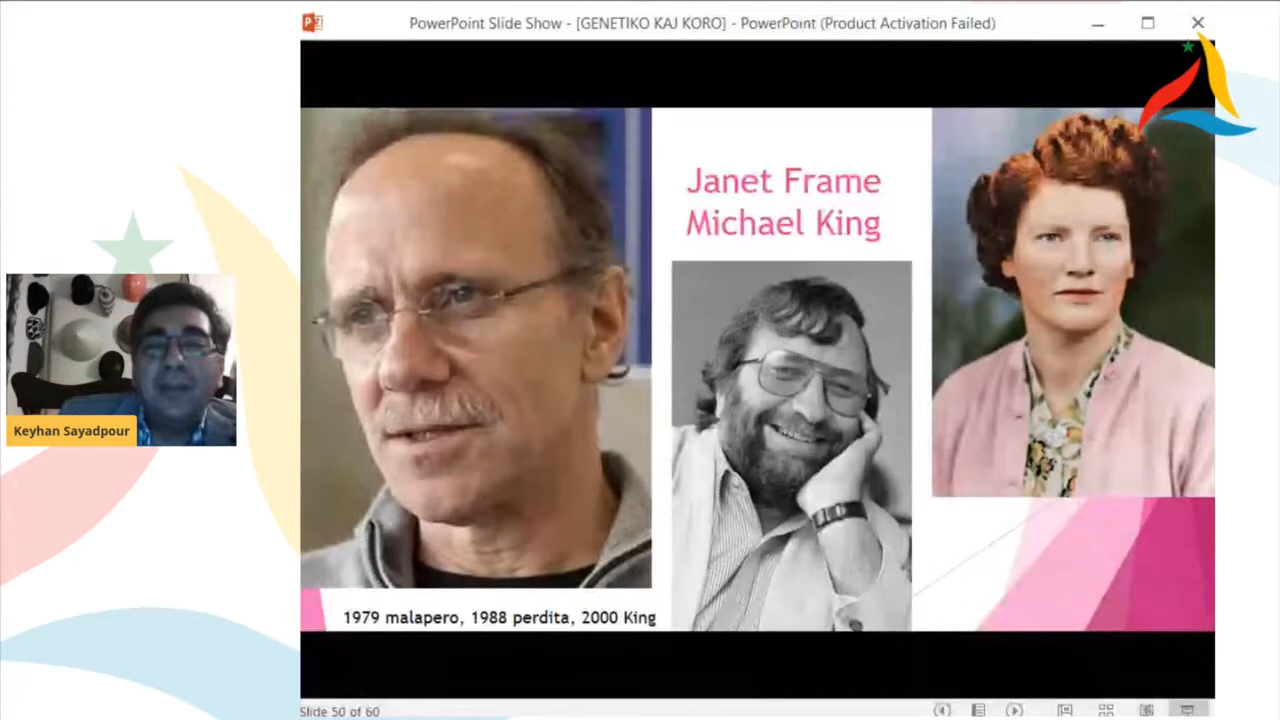 PowerPoint Slide Show - [GENETIKO KAJ KORO] - PowerPoint (Product Activation Failed)
Janet Frame
Michael King
Keyhan Sayadpour
1979 malapero, 1988 perdita, 2000 King
Slide 50 of 60